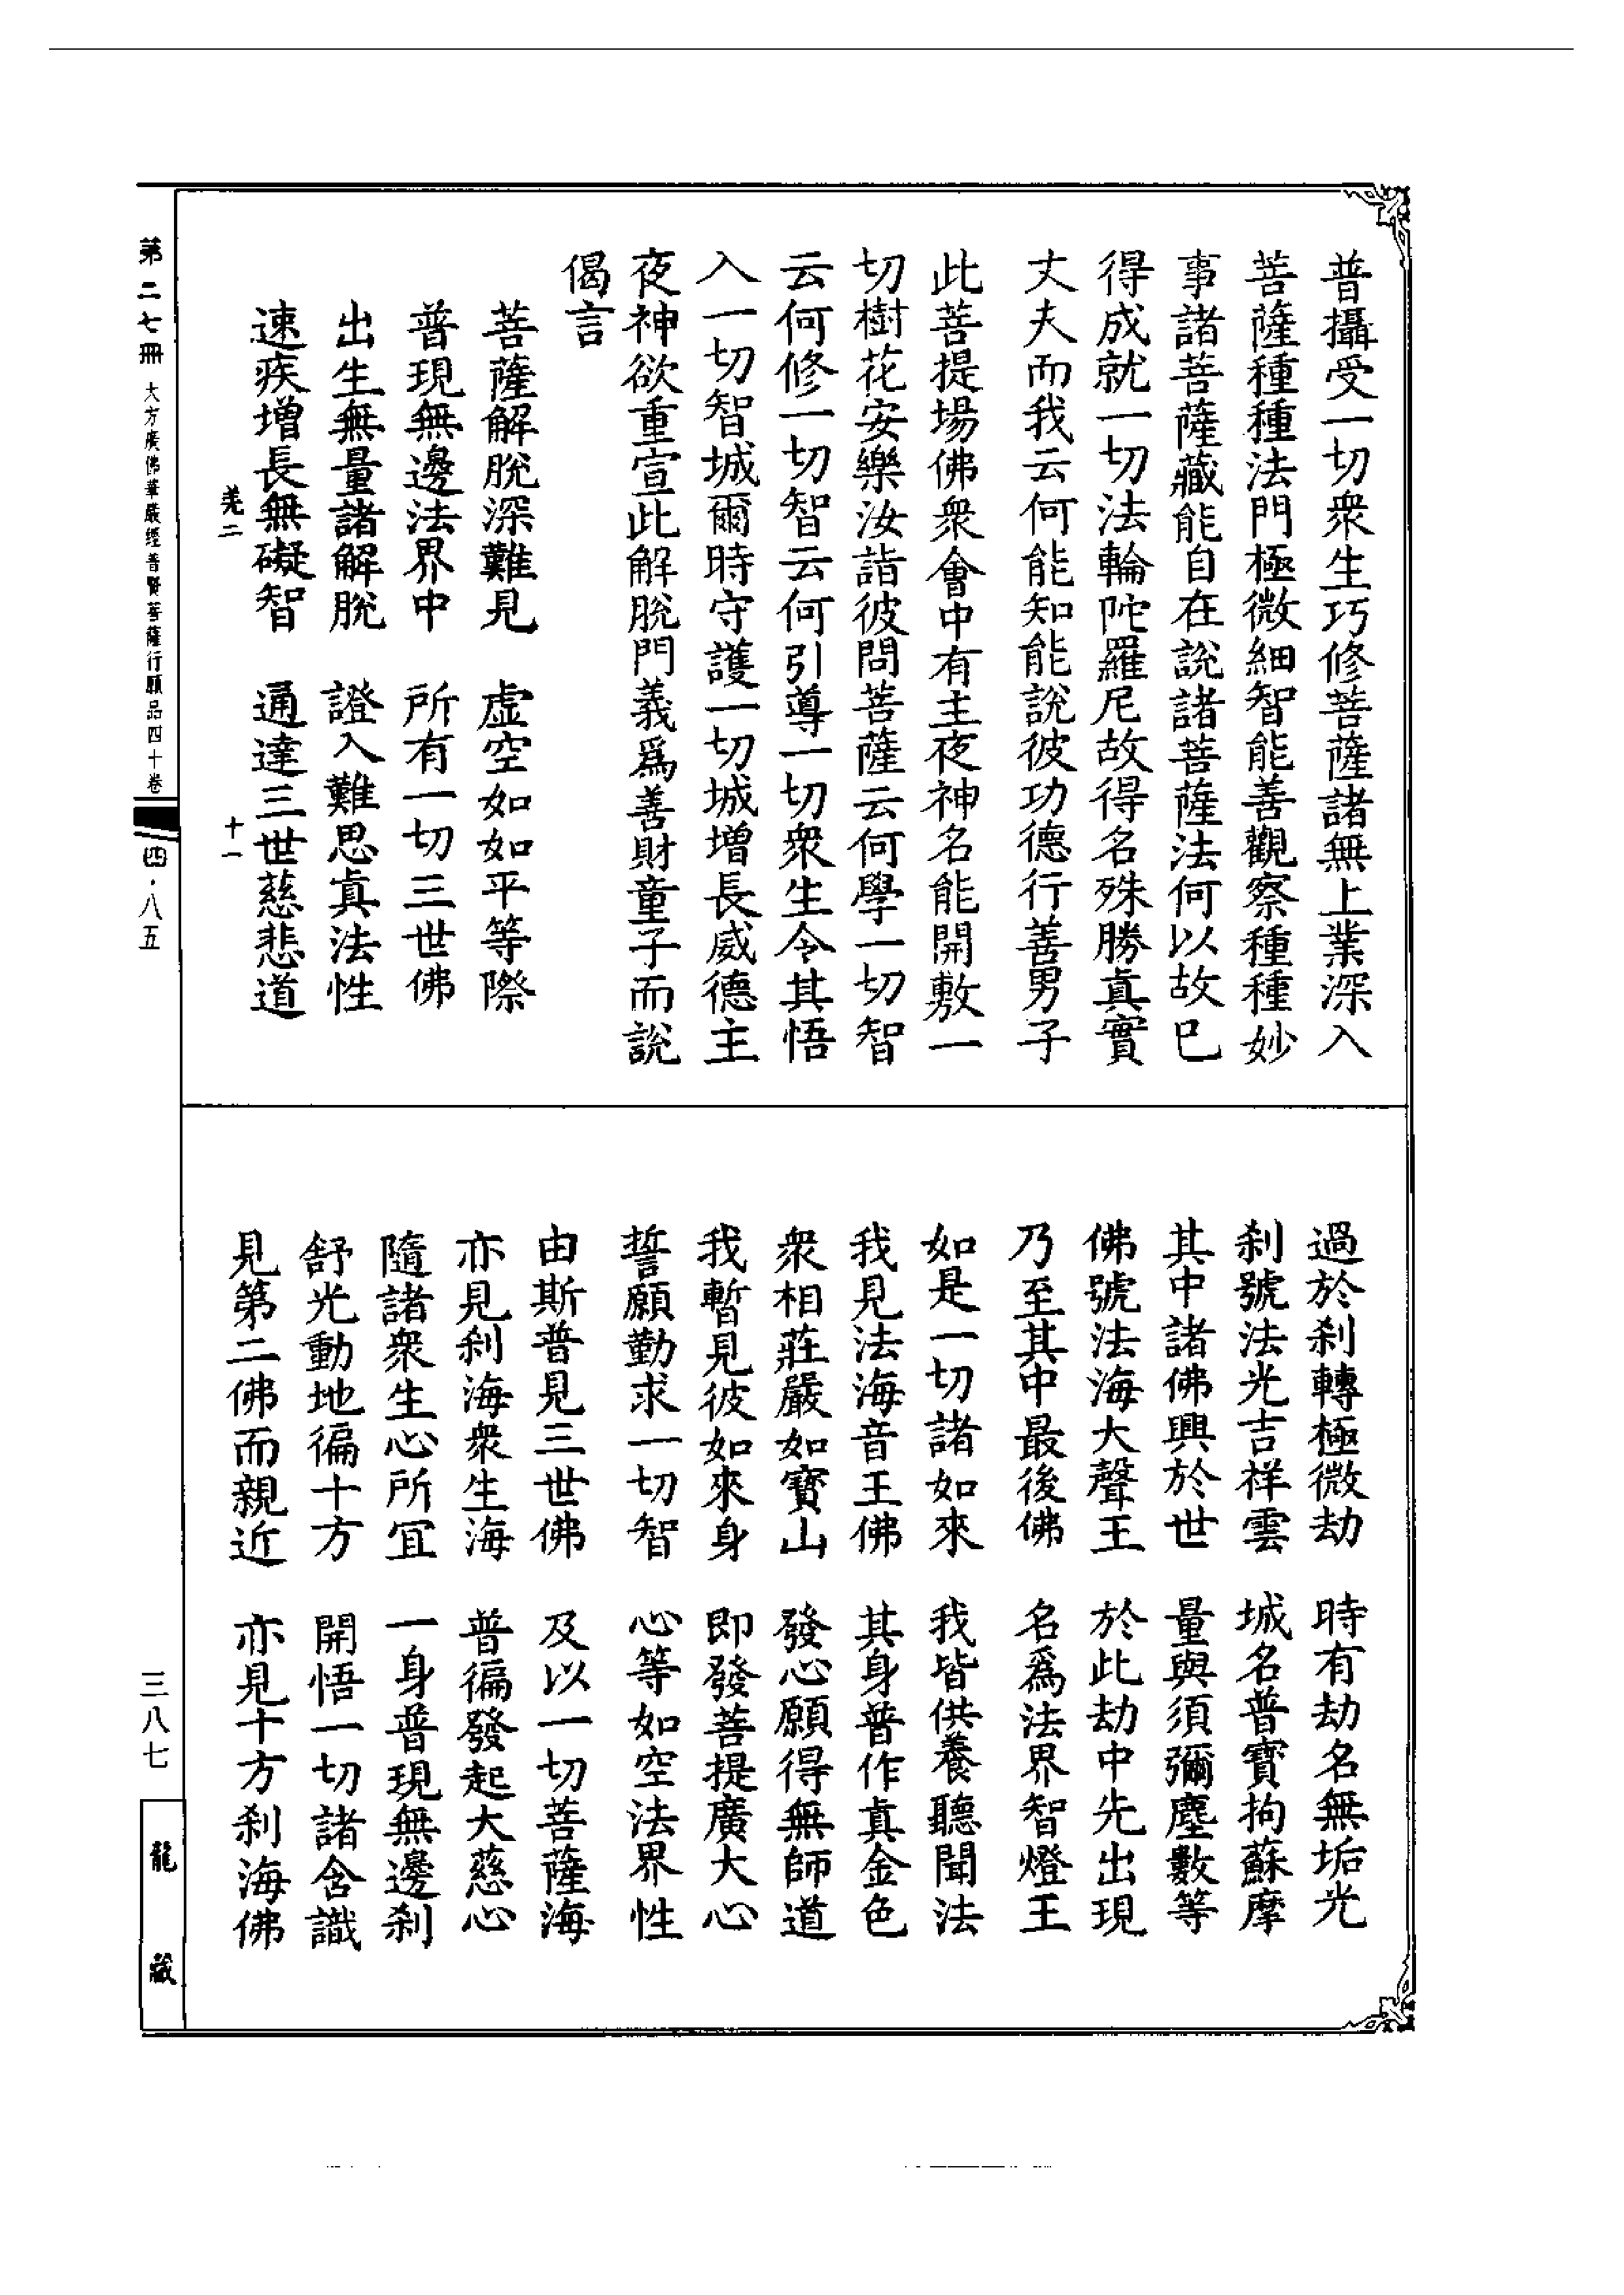 普攝受一切衆生巧修菩薩諸無上業深入
菩薩種種法門極微細智能善觀察種種妙
事諸菩薩藏能自在說諸菩薩法何以故已
得成就一切法輪陀羅尼故得名殊勝真實
丈夫而我云何能知能說彼功德行善男子
此菩提場佛衆會中有主夜神名能開敷一
切樹花安樂汝詣彼問菩薩云何學一切智
云何修一切智云何引導一切衆生令其悟
入一切智城爾時守護一切城增長威德主
夜神欲重宣此解脫門義爲善財童子而說
偈言
菩薩解脫深難見　虛空如如平等際
普現無邊法界中　所有一切三世佛
出生無量諸解脫　證入難思真法性
速疾增長無礙智　通達三世慈悲道
羗二　十一
過於刹轉極微劫　時有劫名無垢光
刹號法光吉祥雲　城名普寶拘蘇摩
其中諸佛興於世　量與須彌塵數等
佛號法海大聲王　於此劫中先出現
乃至其中最後佛　名爲法界智燈王
如是一切諸如來　我皆供養聽聞法
我見法海音王佛　其身普作真金色
衆相莊嚴如寶山　發心願得無師道
我暫見彼如來身　即發菩提廣大心
誓願勤求一切智　心等如空法界性
由斯普見三世佛　及以一切菩薩海
亦見刹海衆生海　普徧發起大慈心
隨諸衆生心所宜　一身普現無邊刹
舒光動地徧十方　開悟一切諸含識
見第二佛而親近　亦見十方刹海佛
第二七冊　大方廣佛華嚴經普賢菩薩行願品四十卷　四·八五
三八七　龍藏